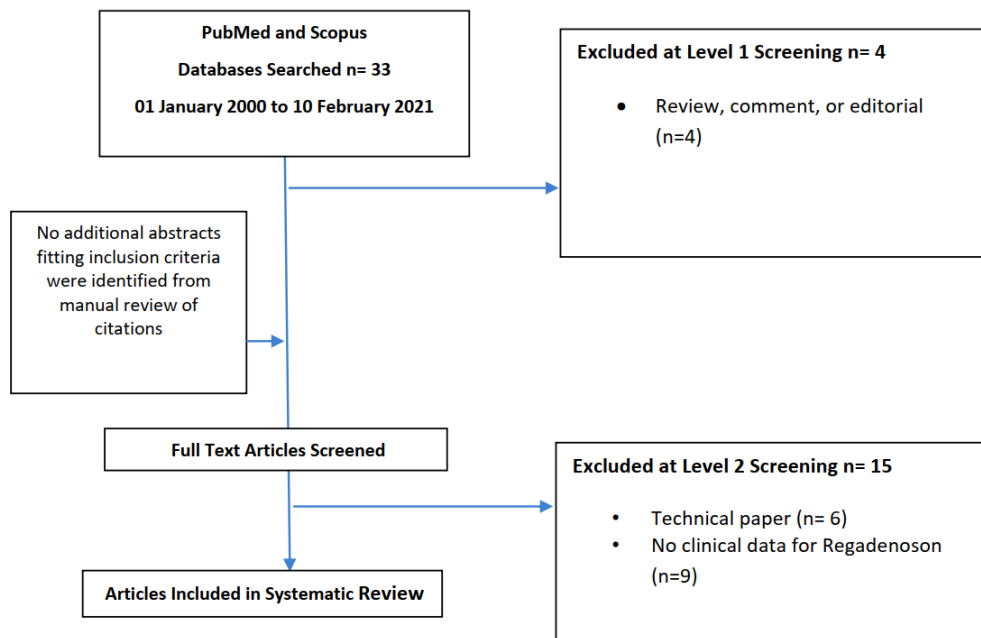 PubMed and Scopus
Databases Searched n= 33
01 January 2000 to 10 February 2021
Excluded at Level 1 Screening n= 4
● Review, comment, or editorial
(n=4)
No additional abstracts
fitting inclusion criteria
were identified from
manual review of
citations
Full Text Articles Screened
Excluded at Level 2 Screening n= 15
• Technical paper (n= 6)
• No clinical data for Regadenoson
(n=9)
Articles Included in Systematic Review